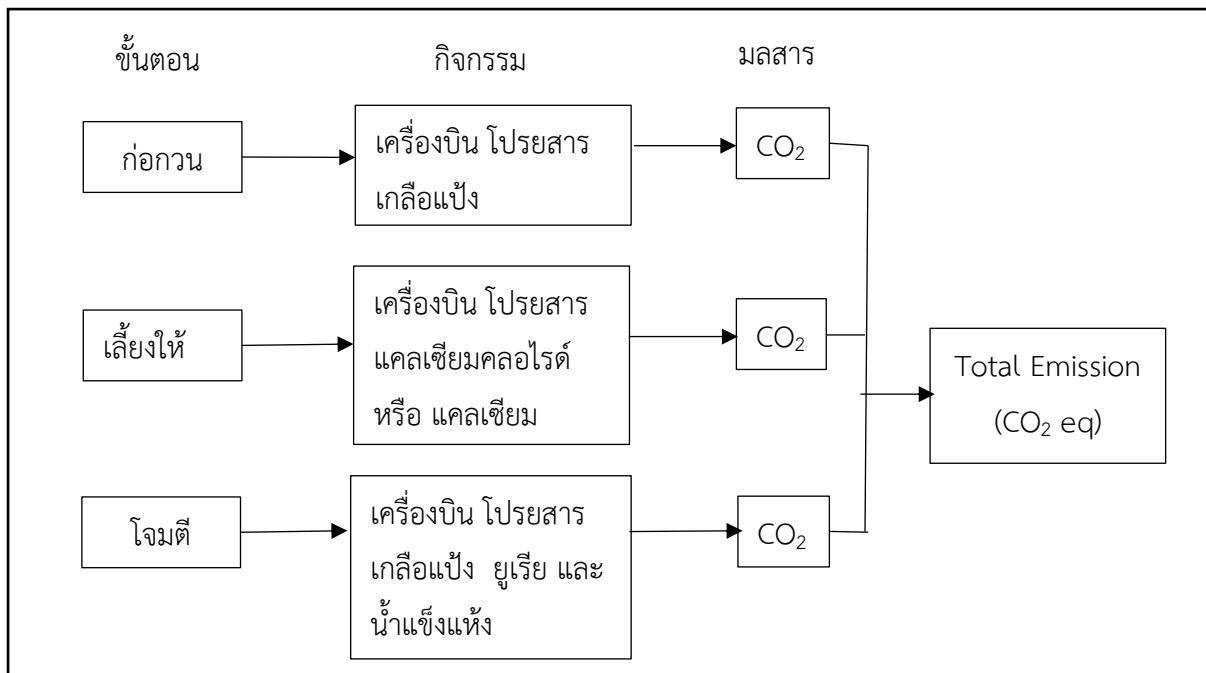 ขั้นตอน กิจกรรม มลสาร
ก่อกวน
เครื่องบิน โปรยสาร
เกลือแป้ง
CO₂
เลี้ยงให้
เครื่องบิน โปรยสาร
แคลเซียมคลอไรด์
หรือ แคลเซียม
CO₂
โจมตี
เครื่องบิน โปรยสาร
เกลือแป้ง ยูเรีย และ
น้ำแข็งแห้ง
CO₂
Total Emission
(CO₂ eq)